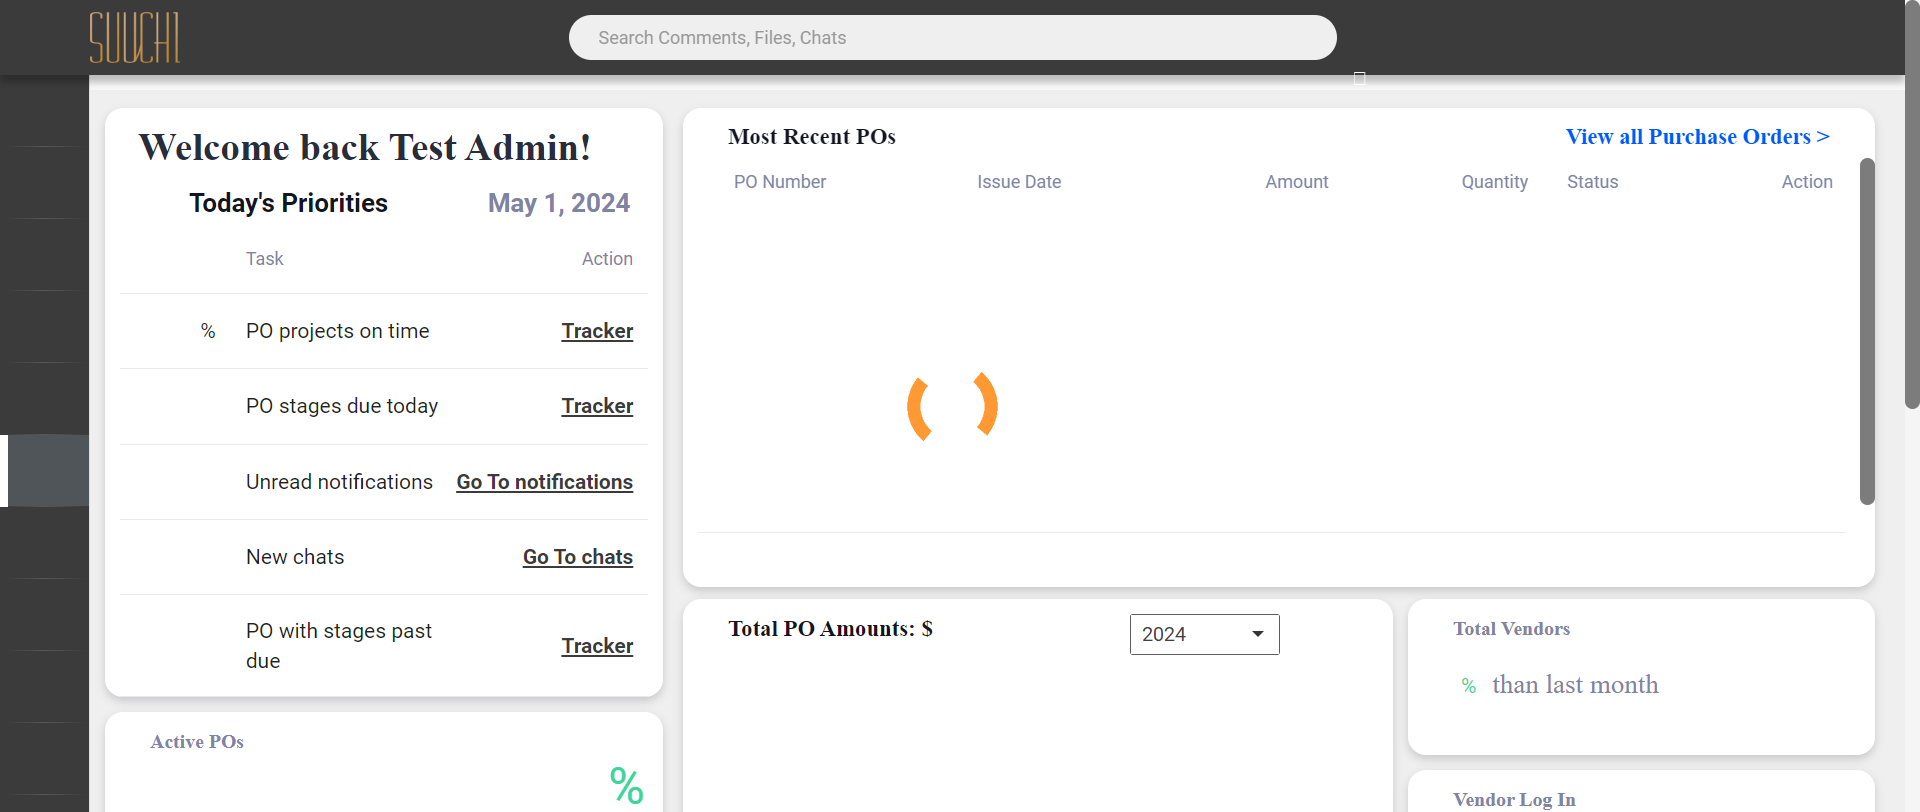 SUUCHI
Search Comments, Files, Chats
Welcome back Test Admin!
Today's Priorities
May 1, 2024
Task
Action
% PO projects on time Tracker
PO stages due today Tracker
Unread notifications Go To notifications
New chats Go To chats
PO with stages past
due
Tracker
Active POs
%
Most Recent POs
View all Purchase Orders >
PO Number Issue Date Amount Quantity Status Action
Total PO Amounts: $
2024
Total Vendors
% than last month
Vendor Log In